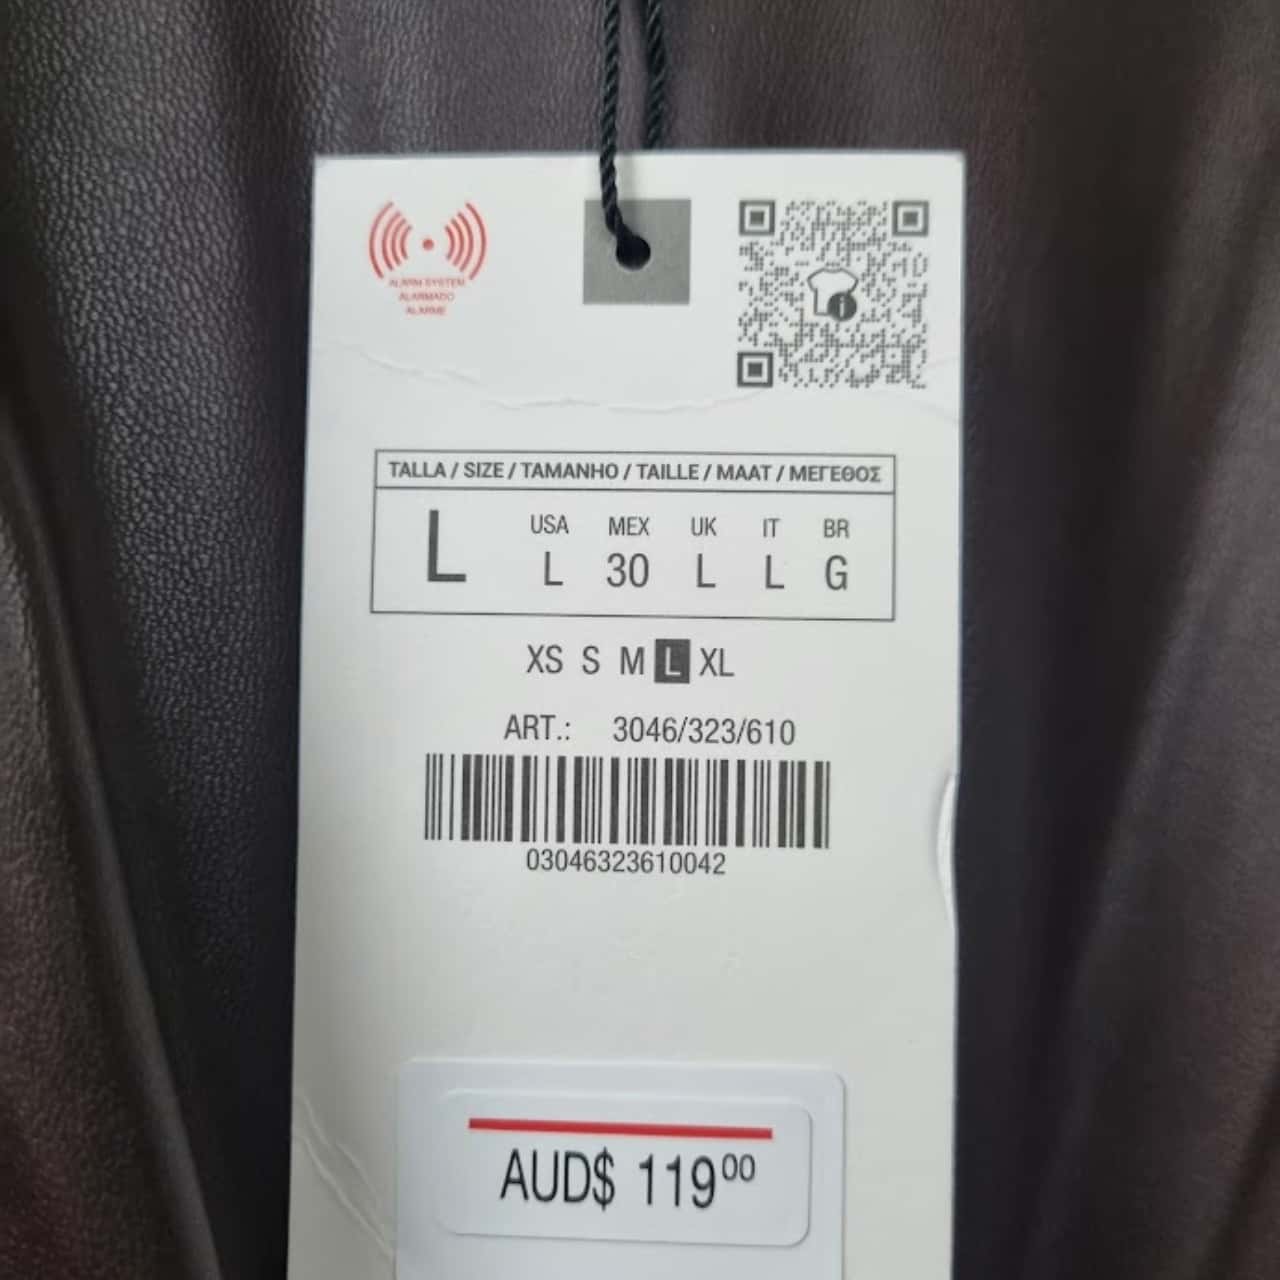 ALARM SYSTEM
ALARMADO
ALARME
TALLA / SIZE / TAMANHO / TAILLE / MAAT / ΜΕΓΕΘΟΣ
L
USA MEX UK IT BR
L 30 L L G
XS S M L XL
ART.: 3046/323/610
03046323610042
AUD$ 119⁰⁰